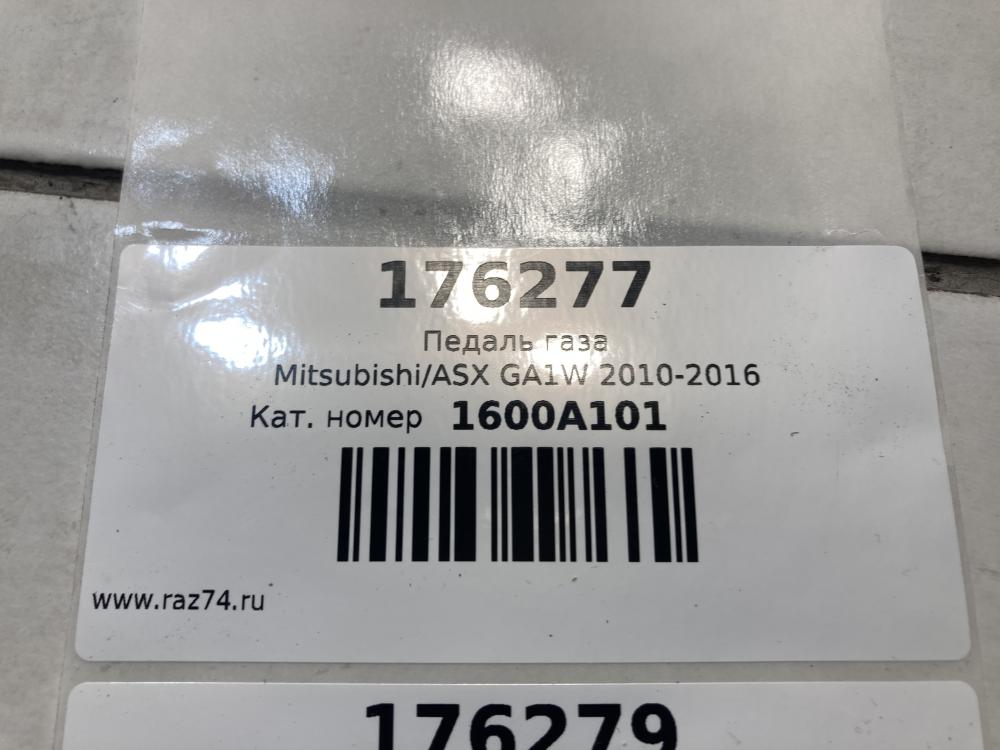 176277
Педаль газа
Mitsubishi/ASX GA1W 2010-2016
Кат. номер 1600A101
www.raz74.ru
176279